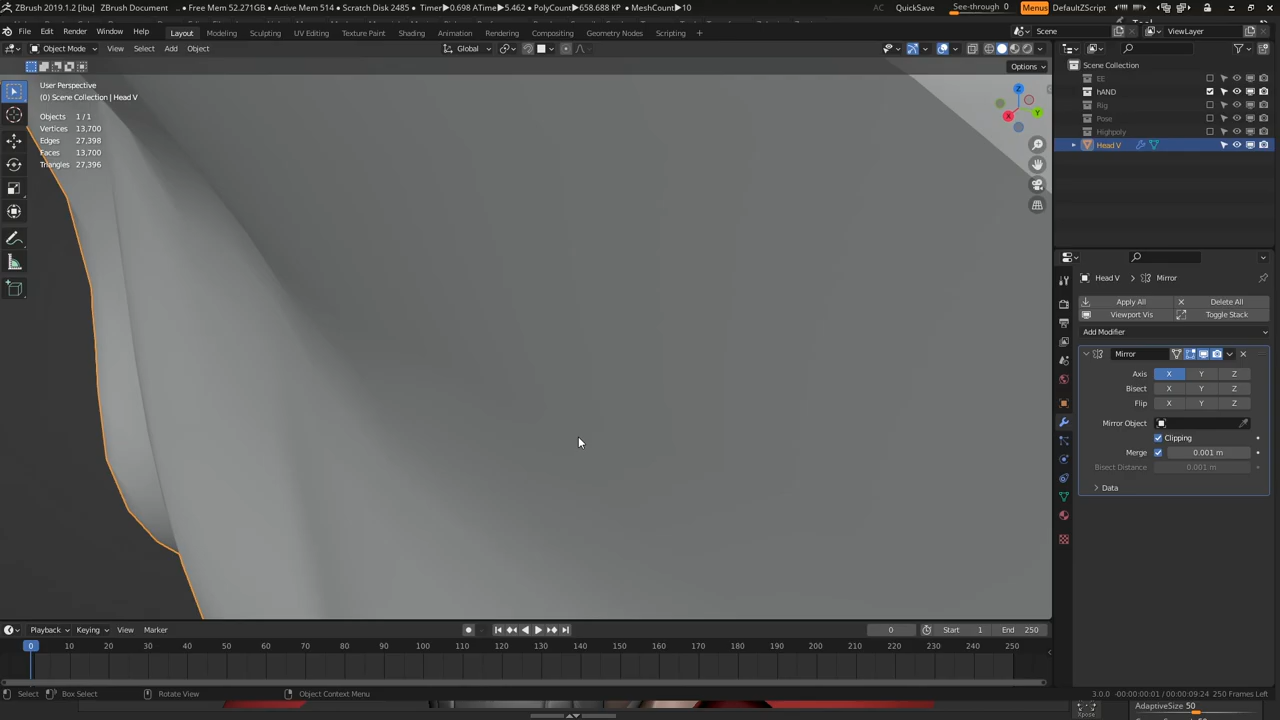 ZBrush 2019.1.2 [ibu] ZBrush Document .. • Free Mem 52.271GB • Active Mem 514 • Scratch Disk 2485 • Timer▶0.698 ATime▶5.462 • PolyCount▶658.688 KP • MeshCount▶10 AC QuickSave See-through 0 Menus DefaultZScript
File Edit Render Window Help Layout Modeling Sculpting UV Editing Texture Paint Shading Animation Rendering Compositing Geometry Nodes Scripting Scene ViewLayer
Object Mode View Select Add Object Global
Options
User Perspective
(0) Scene Collection | Head V
Objects 1 / 1
Vertices 13,700
Edges 27,398
Faces 13,700
Triangles 27,396
Z
Y
X
Scene Collection
EE
hAND
Rig
Pose
Highpoly
Head V
Head V Mirror
Apply All Delete All
Viewport Vis Toggle Stack
Add Modifier
Mirror
Axis X Y Z
Bisect X Y Z
Flip X Y Z
Mirror Object
Clipping
Merge 0.001 m
Bisect Distance 0.001 m
Data
Playback Keying View Marker 0 Start 1 End 250
0 10 20 30 40 50 60 70 80 90 100 110 120 130 140 150 160 170 180 190 200 210 220 230 240 250
Select Box Select Rotate View Object Context Menu 3.0.0 -00:00:00:01 / 00:00:09:24 250 Frames Left
Xpose AdaptiveSize 50